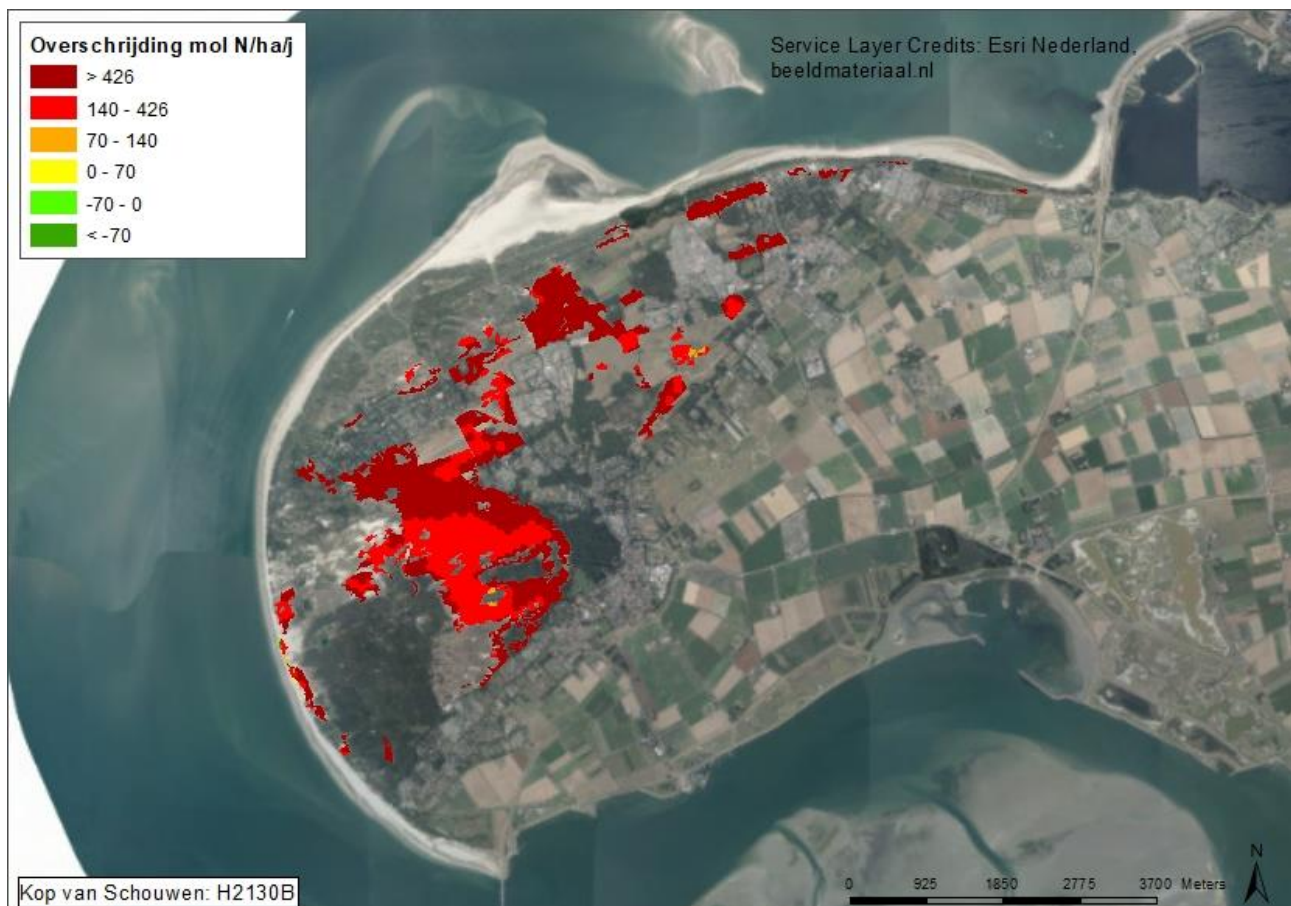 Overschrijding mol N/ha/j
> 426
140 - 426
70 - 140
0 - 70
-70 - 0
< -70
Service Layer Credits: Esri Nederland,
beeldmateriaal.nl
Kop van Schouwen: H2130B
0 925 1850 2775 3700 Meters
N